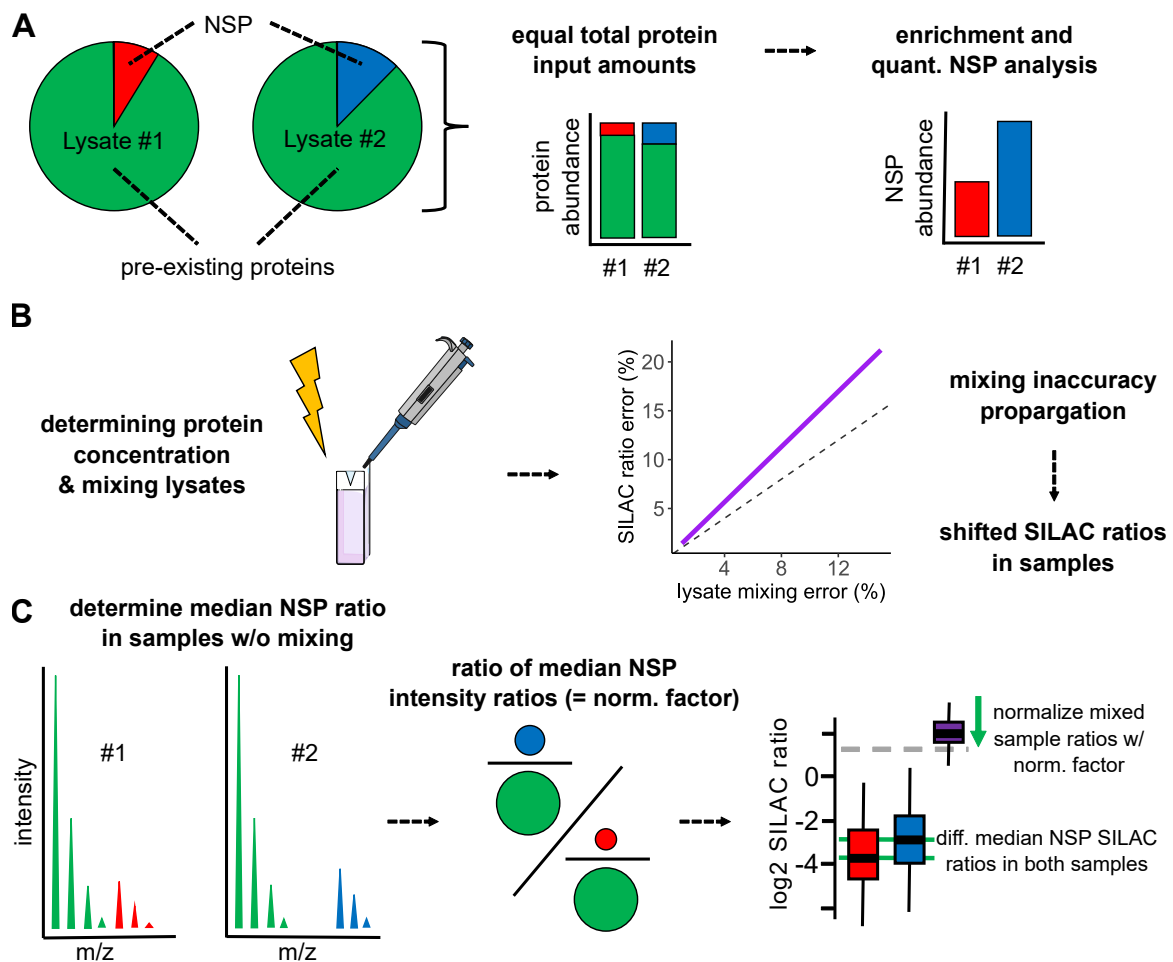 A
NSP
Lysate #1
Lysate #2
pre-existing proteins
equal total protein
input amounts
protein
abundance
#1
#2
enrichment and
quant. NSP analysis
NSP
abundance
#1
#2
B
determining protein
concentration
& mixing lysates
SILAC ratio error (%)
20
15
10
5
4
8
12
lysate mixing error (%)
mixing inaccuracy
propargation
shifted SILAC ratios
in samples
C
determine median NSP ratio
in samples w/o mixing
intensity
#1
m/z
#2
m/z
ratio of median NSP
intensity ratios (= norm. factor)
log2 SILAC ratio
0
-2
-4
normalize mixed
sample ratios w/
norm. factor
diff. median NSP SILAC
ratios in both samples